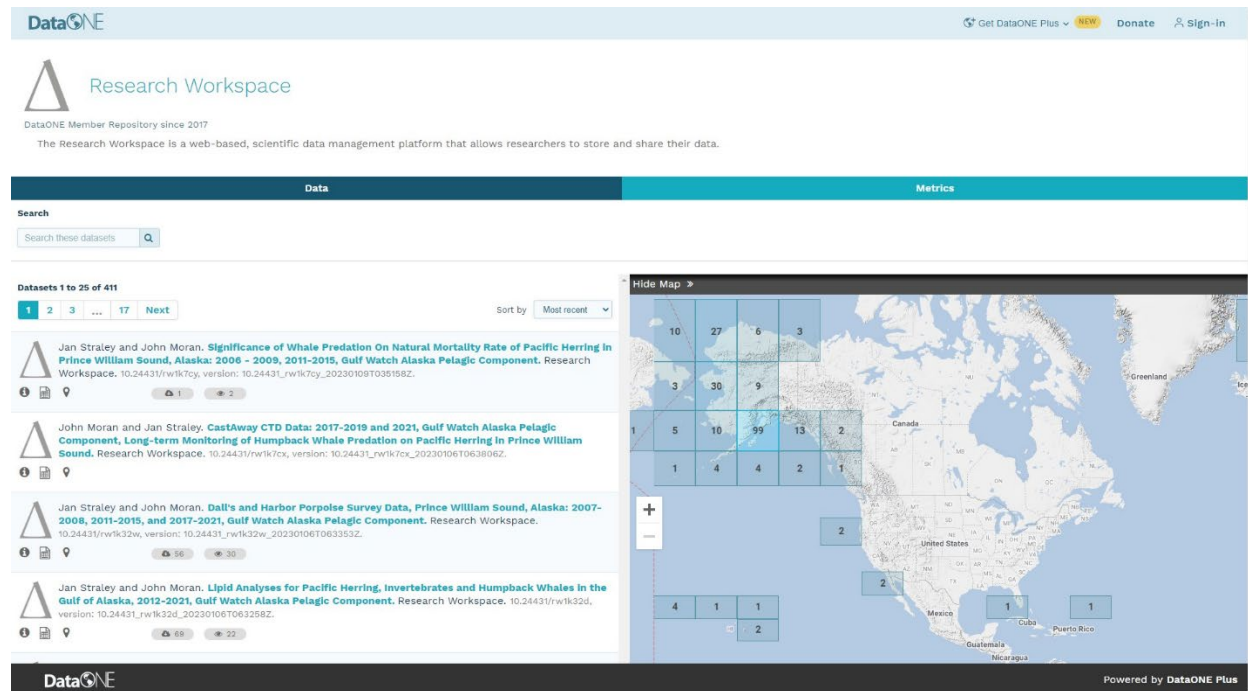 DataONE
Get DataONE Plus NEW Donate Sign-in
Research Workspace
DataONE Member Repository since 2017
The Research Workspace is a web-based, scientific data management platform that allows researchers to store and share their data.
Data
Metrics
Search
Search these datasets
Datasets 1 to 25 of 411
1 2 3 ... 17 Next
Sort by Most recent
Jan Straley and John Moran. Significance of Whale Predation On Natural Mortality Rate of Pacific Herring in
Prince William Sound, Alaska: 2006 - 2009, 2011-2015, Gulf Watch Alaska Pelagic Component. Research
Workspace. 10.24431/rw1k7cy, version: 10.24431_rw1k7cy_20230109T035158Z.
1 2
John Moran and Jan Straley. CastAway CTD Data: 2017-2019 and 2021, Gulf Watch Alaska Pelagic
Component, Long-term Monitoring of Humpback Whale Predation on Pacific Herring in Prince William
Sound. Research Workspace. 10.24431/rw1k7cx, version: 10.24431_rw1k7cx_20230106T063806Z.
Jan Straley and John Moran. Dall's and Harbor Porpoise Survey Data, Prince William Sound, Alaska: 2007-
2008, 2011-2015, and 2017-2021, Gulf Watch Alaska Pelagic Component. Research Workspace.
10.24431/rw1k32w, version: 10.24431_rw1k32w_20230106T063353Z.
56 30
Jan Straley and John Moran. Lipid Analyses for Pacific Herring, Invertebrates and Humpback Whales in the
Gulf of Alaska, 2012-2021, Gulf Watch Alaska Pelagic Component. Research Workspace. 10.24431/rw1k32d,
version: 10.24431_rw1k32d_20230106T063258Z.
69 22
Hide Map »
10 27 6 3
3 30 9
Greenland
1 5 10 99 13 2
Canada
1 4 4 2 1
+
2
United States
2
4 1 1
1
1
Mexico
Cuba
Puerto Rico
2
Guatemala
Nicaragua
DataONE
Powered by DataONE Plus